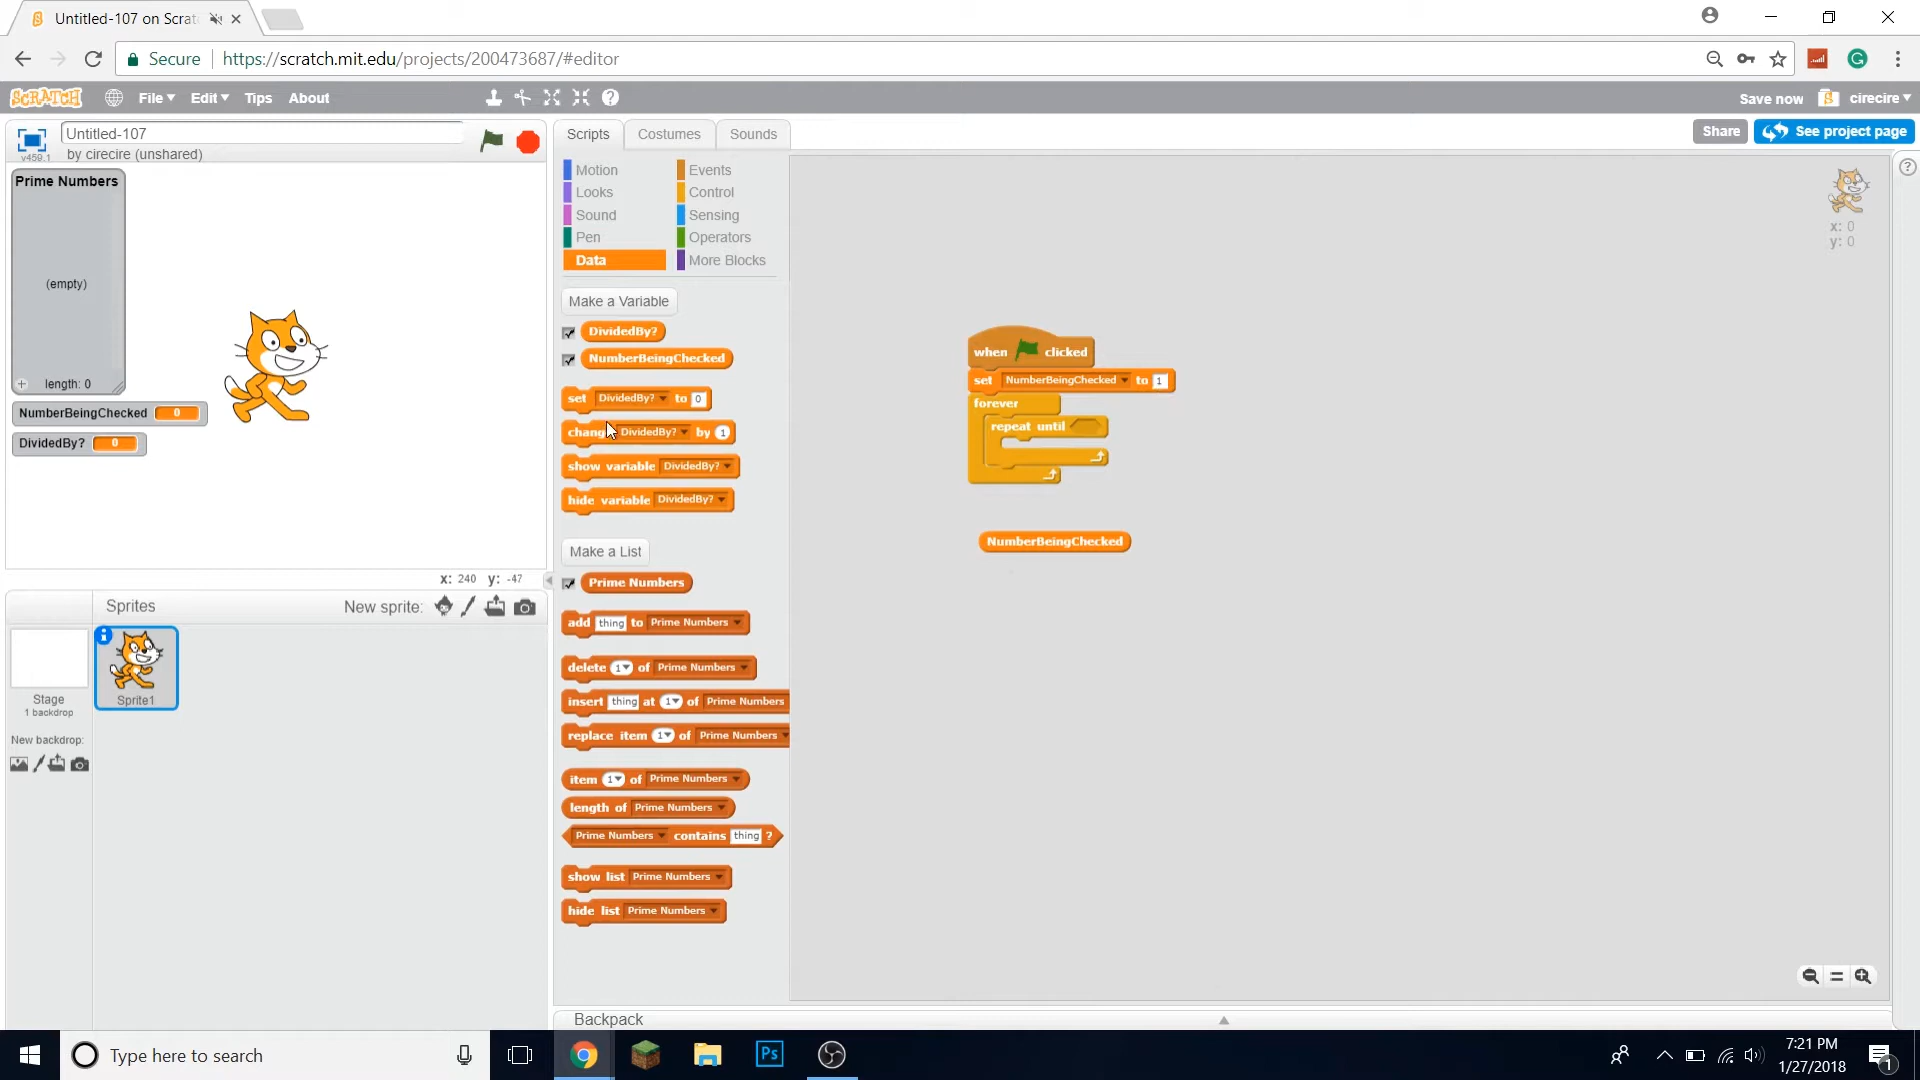 Untitled-107 on Scrat
Secure
https://scratch.mit.edu/projects/200473687/#editor
SCRATCH
File
Edit
Tips
About
Save now
cirecire
v459.1
Untitled-107
by cirecire (unshared)
Scripts
Costumes
Sounds
Share
See project page
Prime Numbers
(empty)
+ length: 0
NumberBeingChecked 0
DividedBy? 0
Motion
Events
Looks
Control
Sound
Sensing
Pen
Operators
Data
More Blocks
Make a Variable
DividedBy?
NumberBeingChecked
set DividedBy? to 0
chang DividedBy? by 1
show variable DividedBy?
hide variable DividedBy?
Make a List
Prime Numbers
add thing to Prime Numbers
delete 1 of Prime Numbers
insert thing at 1 of Prime Numbers
replace item 1 of Prime Numbers
item 1 of Prime Numbers
length of Prime Numbers
Prime Numbers contains thing ?
show list Prime Numbers
hide list Prime Numbers
when clicked
set NumberBeingChecked to 1
forever
repeat until
NumberBeingChecked
x: 0
y: 0
x: 240 y: -47
Sprites
New sprite:
Stage
1 backdrop
New backdrop:
Sprite1
Backpack
Type here to search
Ps
7:21 PM
1/27/2018
1